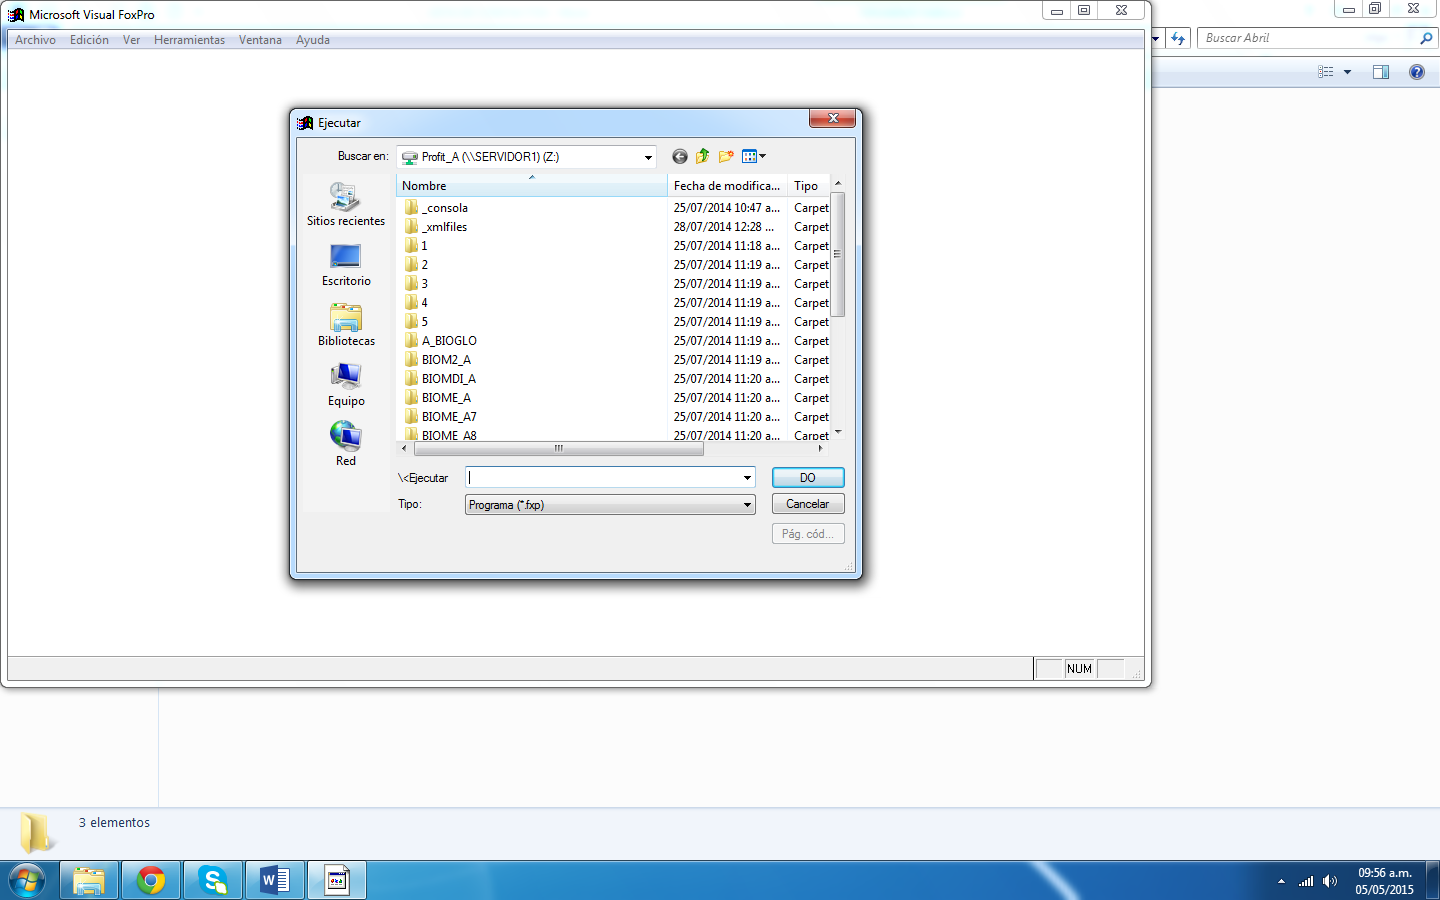 Microsoft Visual FoxPro
Archivo Edición Ver Herramientas Ventana Ayuda
Buscar Abril
Ejecutar
Buscar en: Profit_A (\\SERVIDOR1) (Z:)
Nombre Fecha de modifica... Tipo
_consola 25/07/2014 10:47 a... Carpet
_xmlfiles 28/07/2014 12:28 ... Carpet
1 25/07/2014 11:18 a... Carpet
2 25/07/2014 11:19 a... Carpet
3 25/07/2014 11:19 a... Carpet
4 25/07/2014 11:19 a... Carpet
5 25/07/2014 11:19 a... Carpet
A_BIOGLO 25/07/2014 11:19 a... Carpet
BIOM2_A 25/07/2014 11:19 a... Carpet
BIOMDI_A 25/07/2014 11:20 a... Carpet
BIOME_A 25/07/2014 11:20 a... Carpet
BIOME_A7 25/07/2014 11:20 a... Carpet
BIOME_A8 25/07/2014 11:20 a... Carpet
Sitios recientes
Escritorio
Bibliotecas
Equipo
Red
\<Ejecutar DO
Tipo: Programa (*.fxp) Cancelar
Pág. cód...
NUM
3 elementos
09:56 a.m.
05/05/2015